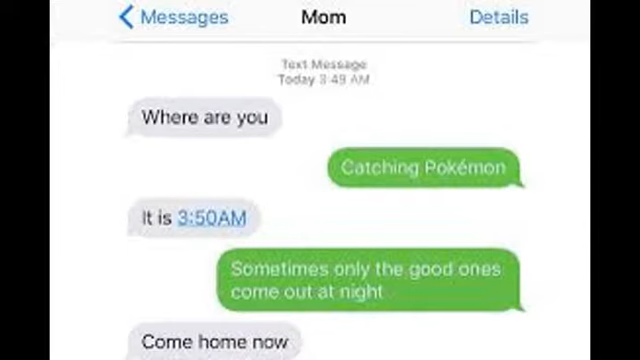 Messages Mom Details
Text Message
Today 3:49 AM
Where are you
Catching Pokémon
It is 3:50AM
Sometimes only the good ones
come out at night
Come home now